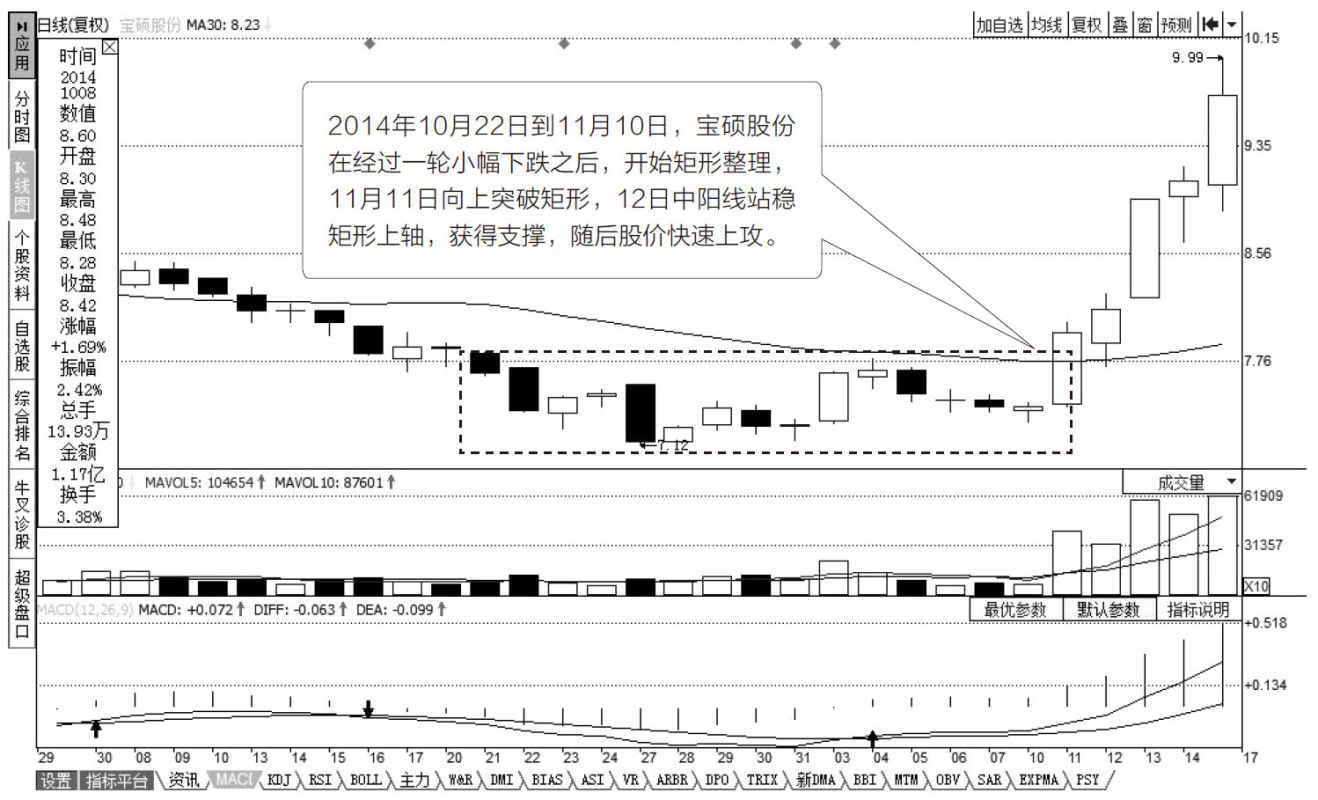 日线(复权) 宝硕股份 MA30: 8.23↓
加自选 均线 复权 叠 窗 预测
应用
分时图
K线图
个股资料
自选股
综合排名
牛叉诊股
超级盘口
时间
2014
1008
数值
8.60
开盘
8.30
最高
8.48
最低
8.28
收盘
8.42
涨幅
+1.69%
振幅
2.42%
总手
13.93万
金额
1.17亿
换手
3.38%
2014年10月22日到11月10日，宝硕股份
在经过一轮小幅下跌之后，开始矩形整理，
11月11日向上突破矩形，12日中阳线站稳
矩形上轴，获得支撑，随后股价快速上攻。
9.99→
←7.12
10.15
9.35
8.56
7.76
0↓ MAVOL5: 104654↑ MAVOL10: 87601↑
成交量
61909
31357
X10
MACD(12,26,9) MACD: +0.072↑ DIFF: -0.063↑ DEA: -0.099↑
最优参数 默认参数 指标说明
+0.518
+0.134
29 30 08 09 10 13 14 15 16 17 20 21 22 23 24 27 28 29 30 31 03 04 05 06 07 10 11 12 13 14 17
设置 指标平台 资讯 MACD KDJ RSI BOLL 主力 W&R DMI BIAS ASI VR ARBR DPO TRIX 新DMA BBI MTM OBV SAR EXPMA PSY